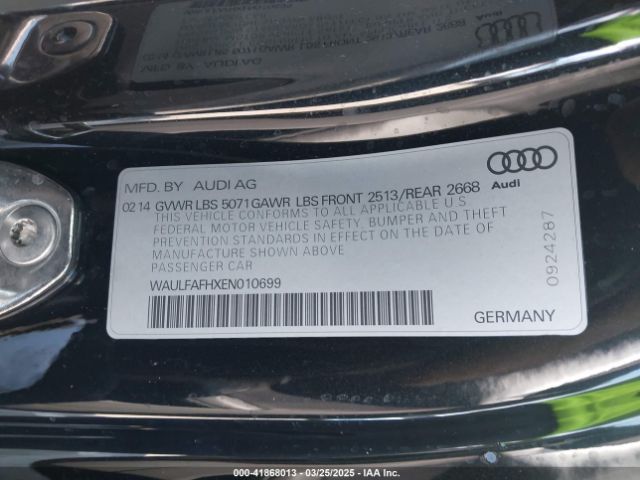 MFD. BY AUDI AG
Audi
02 14 GVWR LBS 5071 GAWR LBS FRONT 2513/REAR 2668
THIS VEHICLE CONFORMS TO ALL APPLICABLE U S
FEDERAL MOTOR VEHICLE SAFETY, BUMPER AND THEFT
PREVENTION STANDARDS IN EFFECT ON THE DATE OF
MANUFACTURE SHOWN ABOVE
PASSENGER CAR
WAULFAFHXEN010699
0924287
GERMANY
000-41868013 — 03/25/2025 — IAA Inc.